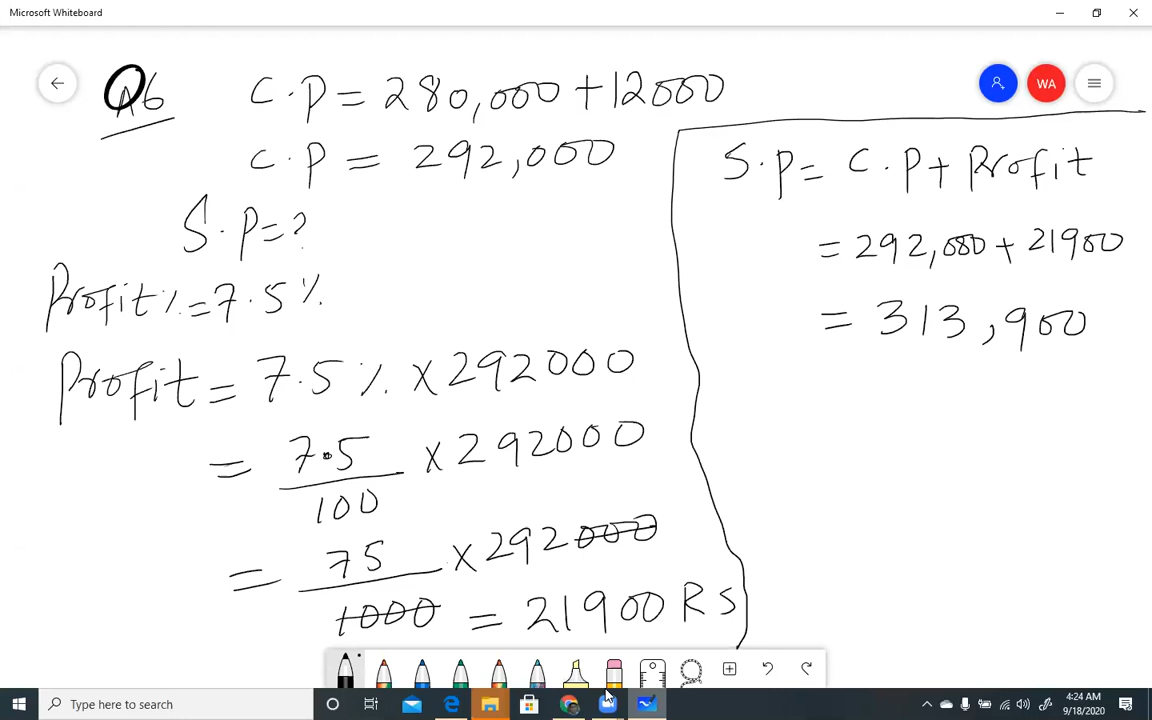 Microsoft Whiteboard
Q6
C.P = 280,000 + 12000
C.P = 292,000
S.P = ?
Profit % = 7.5 %
Profit = 7.5 % × 292000
= 7.5/100 × 292000
= 75/1000 × 292000
= 21900 RS
S.P = C.P + Profit
= 292,000 + 21900
= 313,900
WA
Type here to search
4:24 AM
9/18/2020